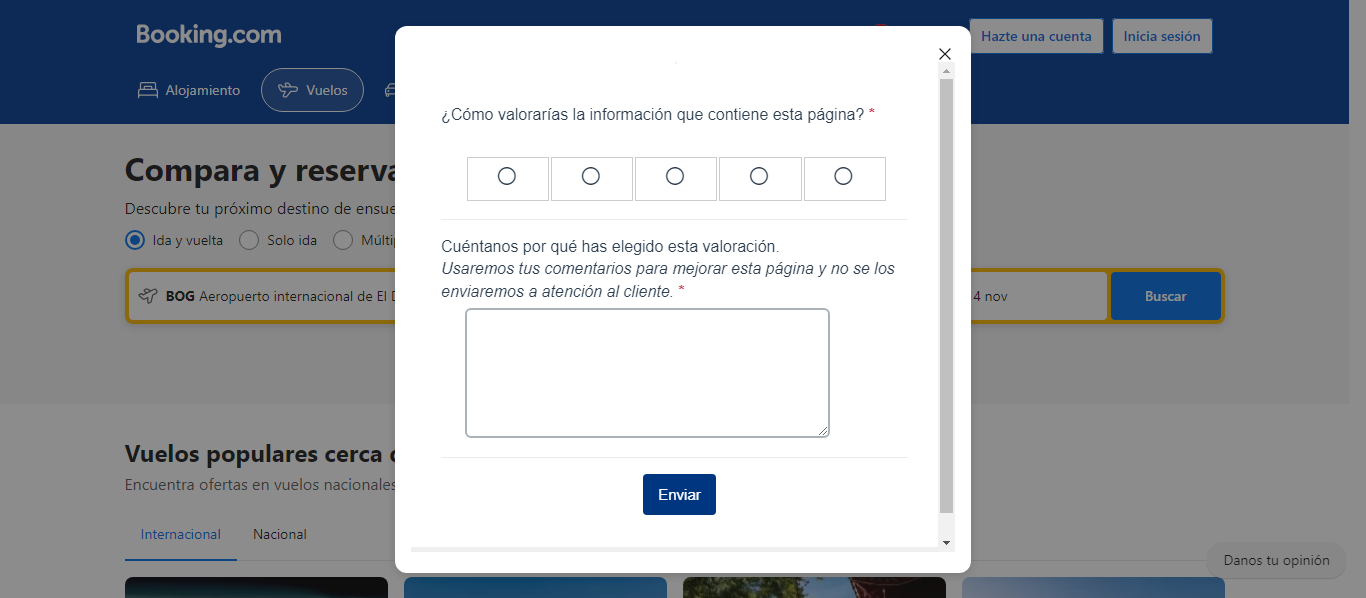 Booking.com
Hazte una cuenta
Inicia sesión
Alojamiento
Vuelos
¿Cómo valorarías la información que contiene esta página? *
Compara y reserva
Descubre tu próximo destino de
Ida y vuelta
Solo ida
Cuéntanos por qué has elegido esta valoración.
Usaremos tus comentarios para mejorar esta página y no se los
enviaremos a atención al cliente. *
BOG Aeropuerto internacional de El
4 nov
Buscar
Vuelos populares cerca
Encuentra ofertas en vuelos nacionales
Enviar
Internacional
Nacional
Danos tu opinión